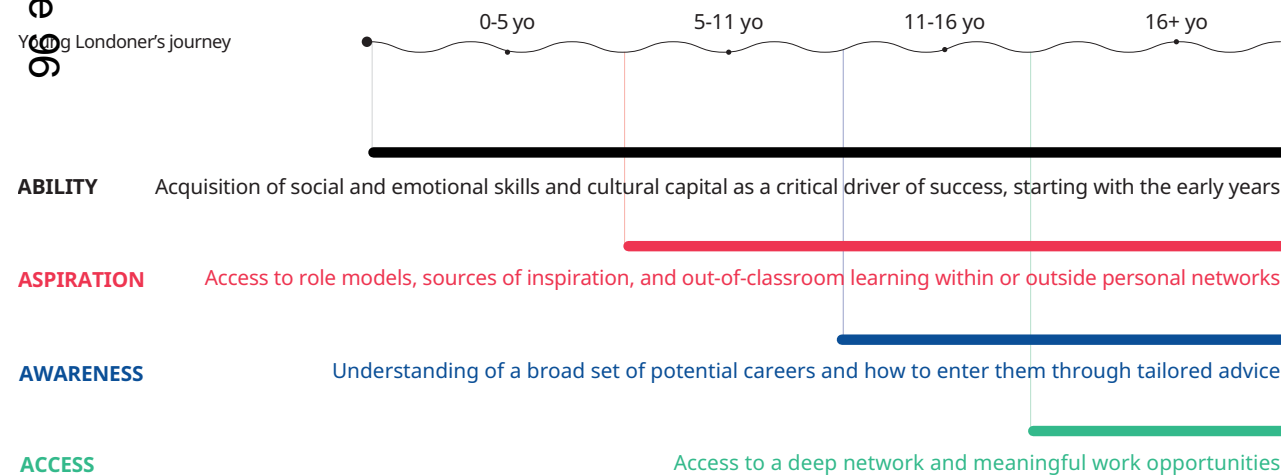 0-5 yo 5-11 yo 11-16 yo 16+ yo
Young Londoner's journey
96
ABILITY Acquisition of social and emotional skills and cultural capital as a critical driver of success, starting with the early years
ASPIRATION Access to role models, sources of inspiration, and out-of-classroom learning within or outside personal networks
AWARENESS Understanding of a broad set of potential careers and how to enter them through tailored advice
ACCESS Access to a deep network and meaningful work opportunities